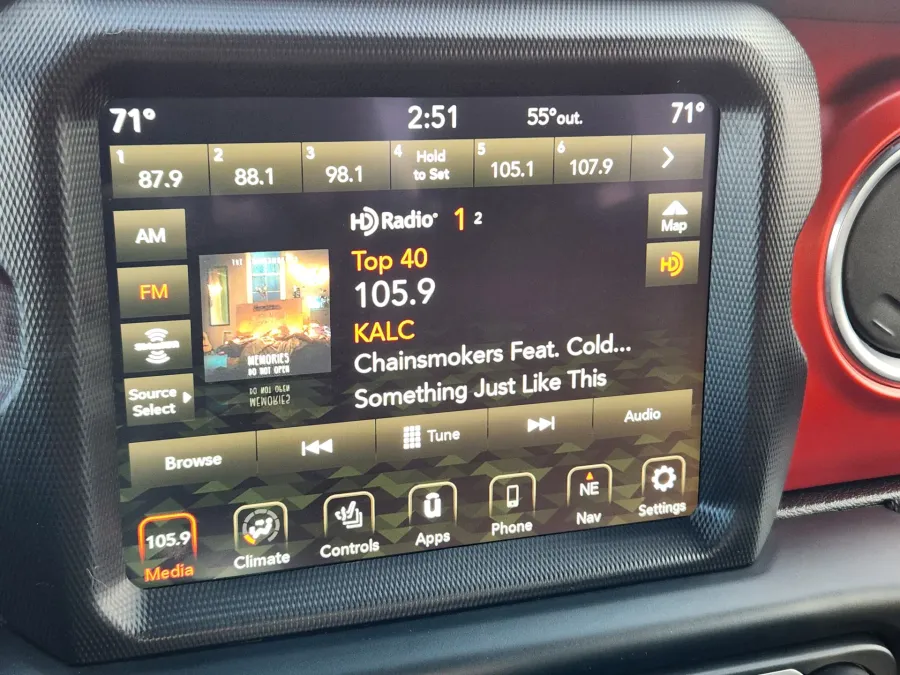 71° 2:51 55°out. 71°
1 87.9 2 88.1 3 98.1 4 Hold to Set 5 105.1 6 107.9
AM
HD Radio 1 2
Map
FM
HD
Top 40
105.9
KALC
SiriusXM
Chainsmokers Feat. Cold...
Something Just Like This
MEMORIES
DO NOT OPEN
Source
Select
Browse Tune Audio
105.9 NE
Media Climate Controls Apps Phone Nav Settings